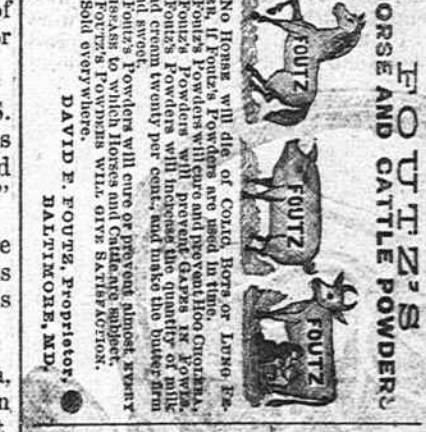 FOUTZ'S
ORSE AND CATTLE POWDERS
FOUTZ
FOUTZ
FOUTZ
No HORSE will die of COLIC, BOTS or LUNG FE-
if Foutz's Powders are used in time.
Foutz's Powders will cure and prevent HOG CHOLERA.
Foutz's Powders will prevent GAPES IN FOWLS
Foutz's Powders will increase the quantity of milk
cream twenty per cent., and make the butter firm
sweet.
Foutz's Powders will cure or prevent almost EVERY
to which Horses and Cattle are subject.
FOUTZ'S POWDERS WILL GIVE SATISFACTION.
Sold everywhere.
DAVID E. FOUTZ, Proprietor,
BALTIMORE, MD.